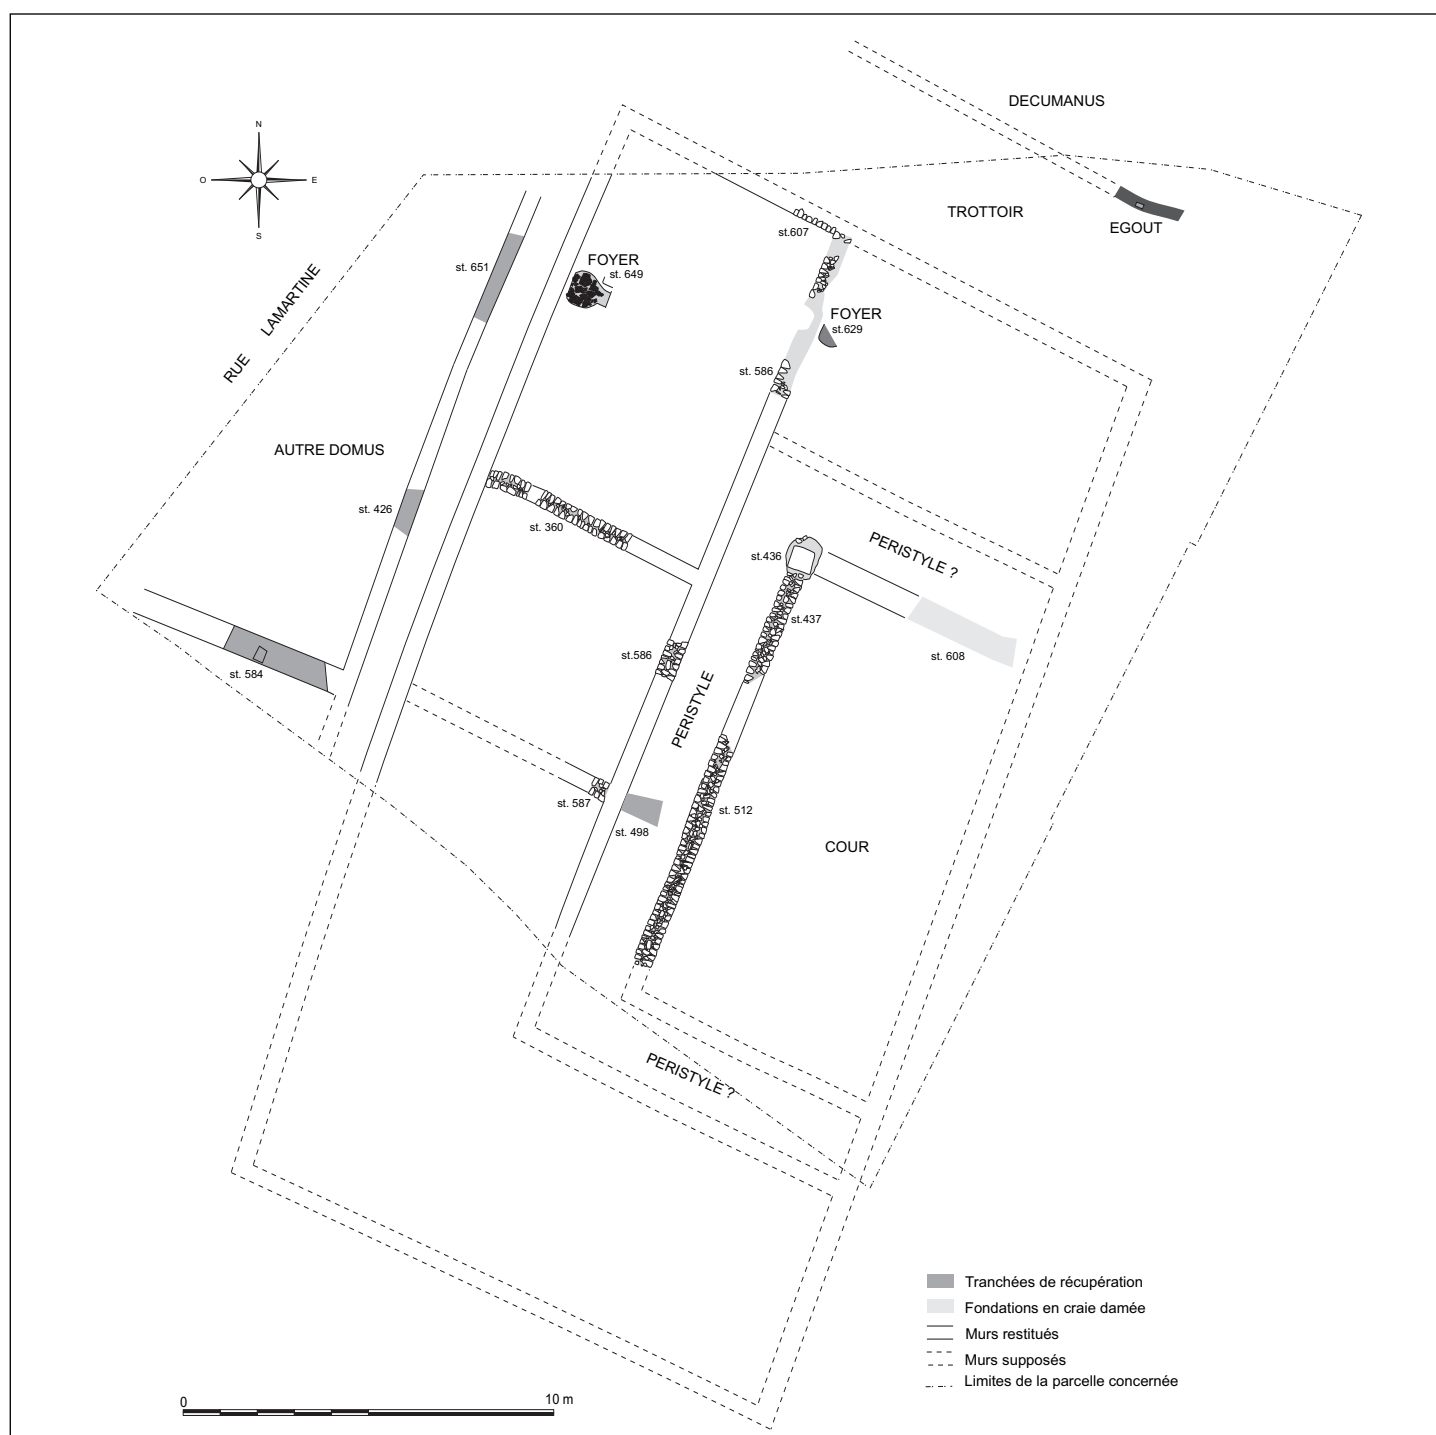 DECUMANUS
N
O
E
S
TROTTOIR
EGOUT
st.607
FOYER
st. 649
st. 651
RUE LAMARTINE
FOYER
st.629
st. 586
AUTRE DOMUS
st. 426
st. 360
PERISTYLE ?
st.436
st.437
st. 608
st.586
st. 584
PERISTYLE
st. 587
st. 498
st. 512
COUR
PERISTYLE ?
Tranchées de récupération
Fondations en craie damée
Murs restitués
Murs supposés
Limites de la parcelle concernée
0
10 m